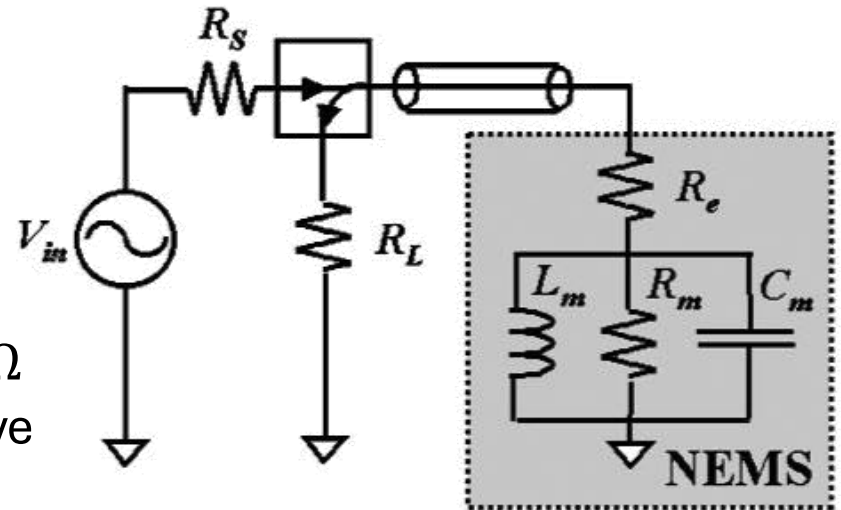 R_S
V_in
R_L
R_e
L_m R_m C_m
Ω
ve
NEMS